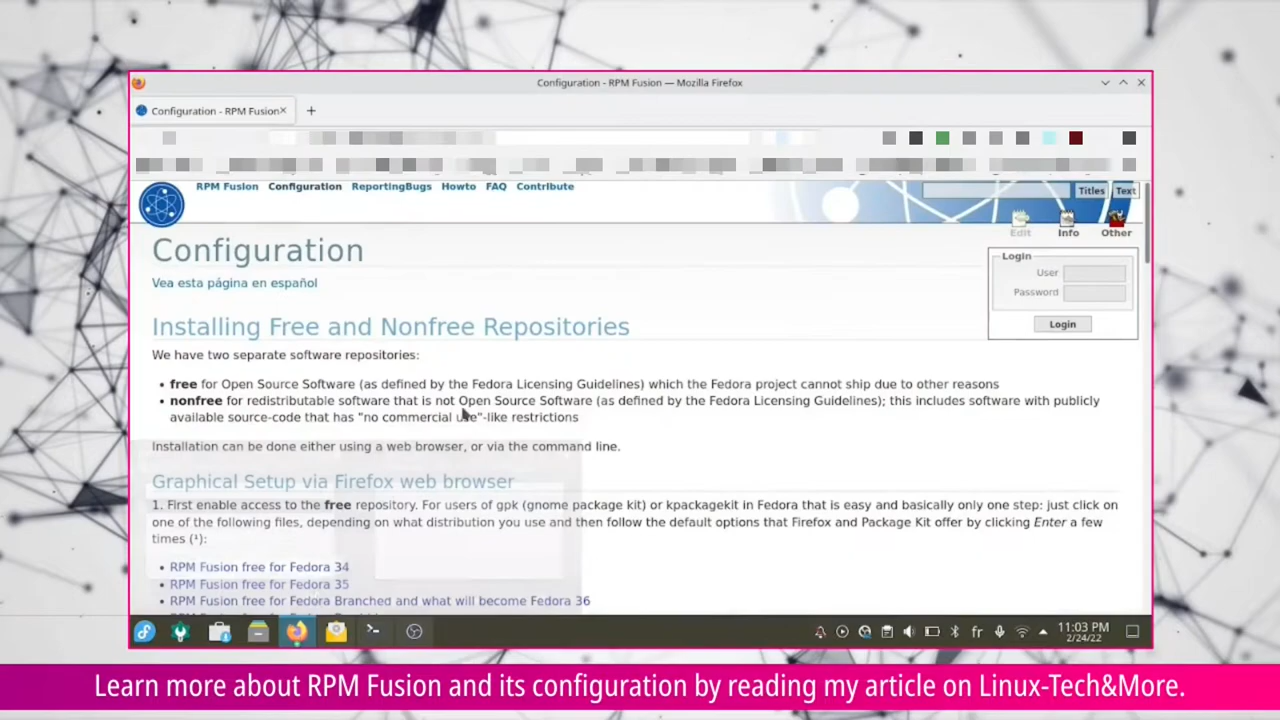 Configuration - RPM Fusion — Mozilla Firefox
Configuration - RPM Fusion
RPM Fusion Configuration ReportingBugs Howto FAQ Contribute
Titles Text
Edit Info Other
Configuration
Login
User
Password
Login
Vea esta página en español
Installing Free and Nonfree Repositories
We have two separate software repositories:
• free for Open Source Software (as defined by the Fedora Licensing Guidelines) which the Fedora project cannot ship due to other reasons
• nonfree for redistributable software that is not Open Source Software (as defined by the Fedora Licensing Guidelines); this includes software with publicly
available source-code that has "no commercial use"-like restrictions
Installation can be done either using a web browser, or via the command line.
Graphical Setup via Firefox web browser
1. First enable access to the free repository. For users of gpk (gnome package kit) or kpackagekit in Fedora that is easy and basically only one step: just click on
one of the following files, depending on what distribution you use and then follow the default options that Firefox and Package Kit offer by clicking Enter a few
times (¹):
• RPM Fusion free for Fedora 34
• RPM Fusion free for Fedora 35
• RPM Fusion free for Fedora Branched and what will become Fedora 36
fr
11:03 PM
2/24/22
Learn more about RPM Fusion and its configuration by reading my article on Linux-Tech&More.